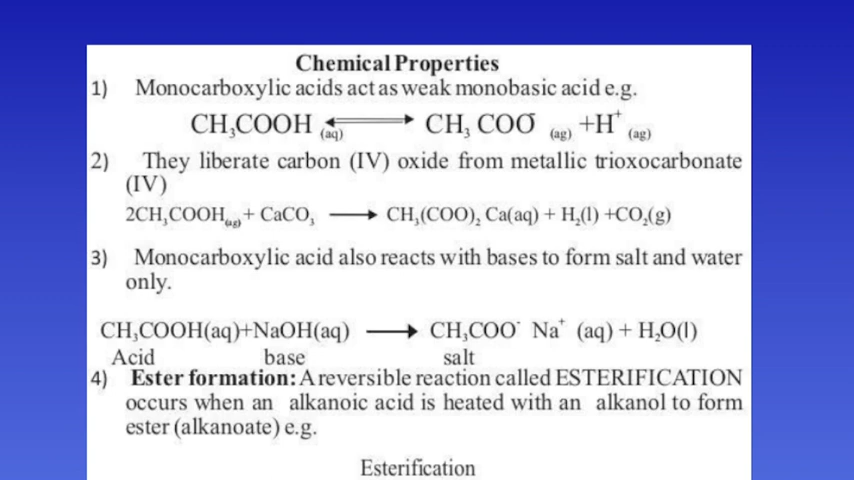 Chemical Properties
1) Monocarboxylic acids act as weak monobasic acid e.g.
CH₃COOH (aq) ⇌ CH₃ COO⁻ (ag) +H⁺ (ag)
2) They liberate carbon (IV) oxide from metallic trioxocarbonate
(IV)
2CH₃COOH(ag) + CaCO₃ ⟶ CH₃(COO)₂ Ca(aq) + H₂(l) +CO₂(g)
3) Monocarboxylic acid also reacts with bases to form salt and water
only.
CH₃COOH(aq)+NaOH(aq) ⟶ CH₃COO⁻ Na⁺ (aq) + H₂O(l)
Acid base salt
4) Ester formation: A reversible reaction called ESTERIFICATION
occurs when an alkanoic acid is heated with an alkanol to form
ester (alkanoate) e.g.
Esterification